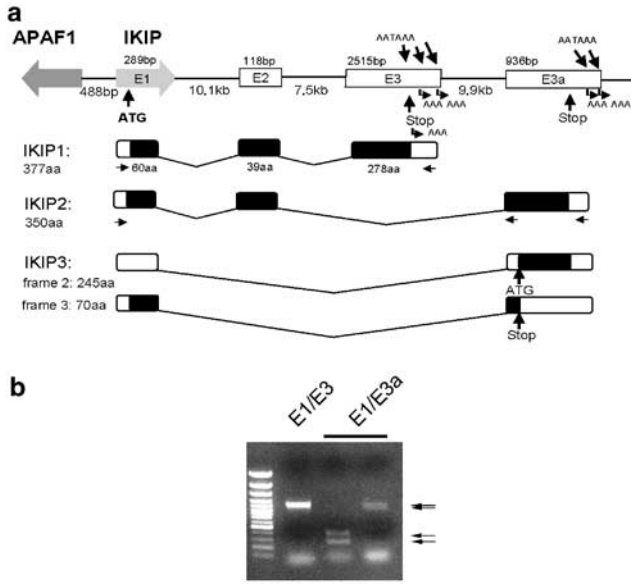 a
APAF1 IKIP
289bp 118bp 2515bp AATAAA 936bp AATAAA
E1 E2 E3 E3a
488bp 10,1kb 7,5kb 9,9kb
ATG Stop AAA AAA Stop AAA AAA
AAA
IKIP1:
377aa 60aa 39aa 278aa
IKIP2:
350aa
IKIP3:
frame 2: 245aa ATG
frame 3: 70aa
Stop
b
E1/E3 E1/E3a